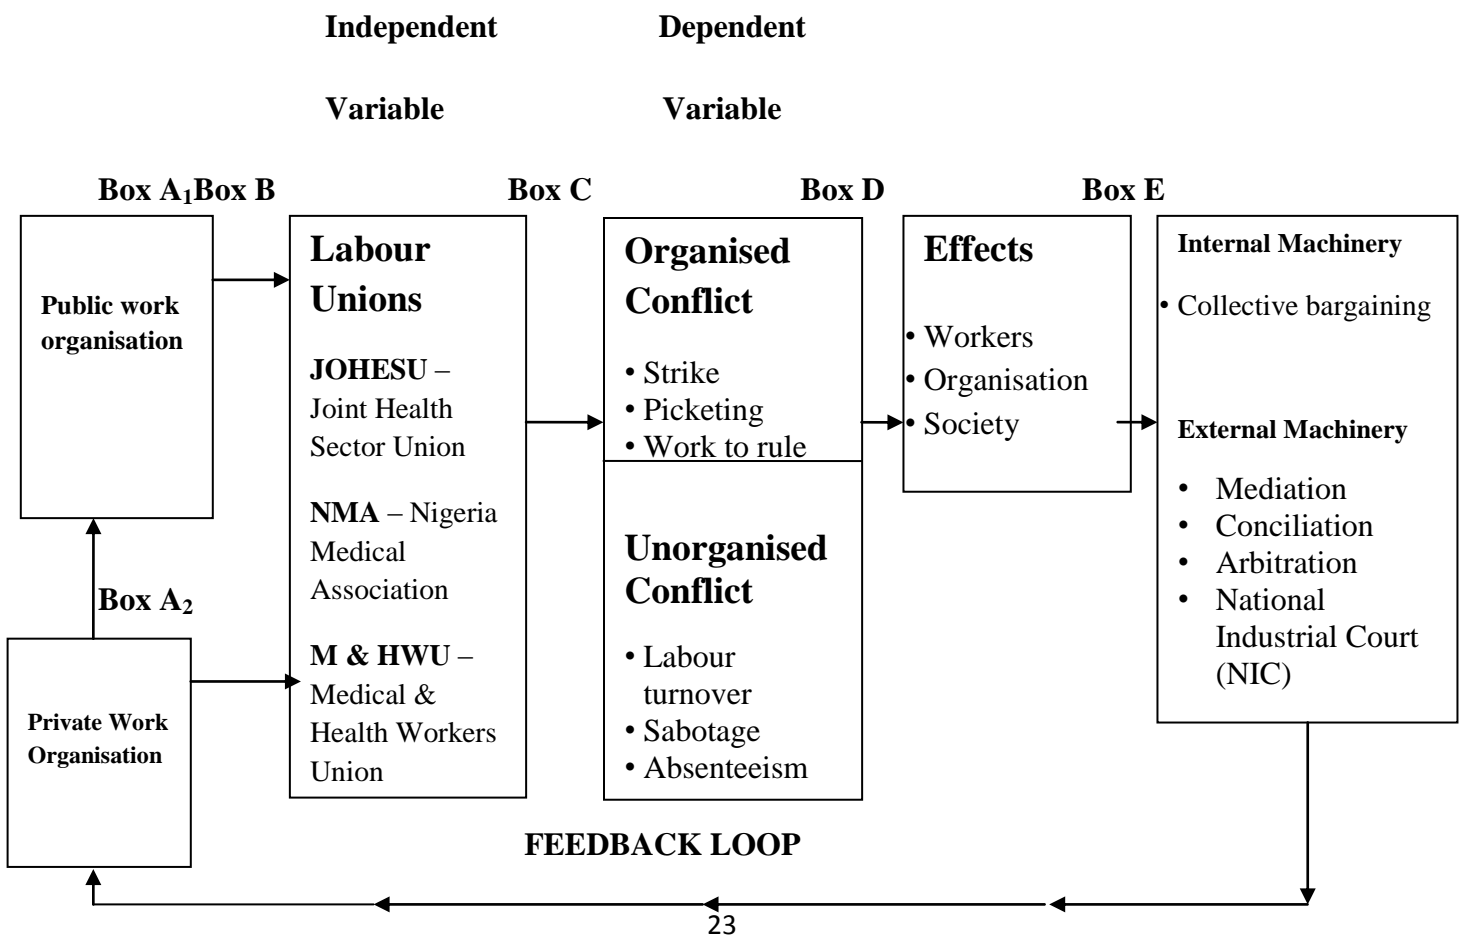 Independent Dependent
Variable Variable
Box A₁Box B Box C Box D Box E
Public work
organisation
Box A₂
Private Work
Organisation
Labour
Unions
JOHESU –
Joint Health
Sector Union
NMA – Nigeria
Medical
Association
M & HWU –
Medical &
Health Workers
Union
Organised
Conflict
• Strike
• Picketing
• Work to rule
Unorganised
Conflict
• Labour
turnover
• Sabotage
• Absenteeism
Effects
• Workers
• Organisation
• Society
Internal Machinery
• Collective bargaining
External Machinery
• Mediation
• Conciliation
• Arbitration
• National
Industrial Court
(NIC)
FEEDBACK LOOP
23